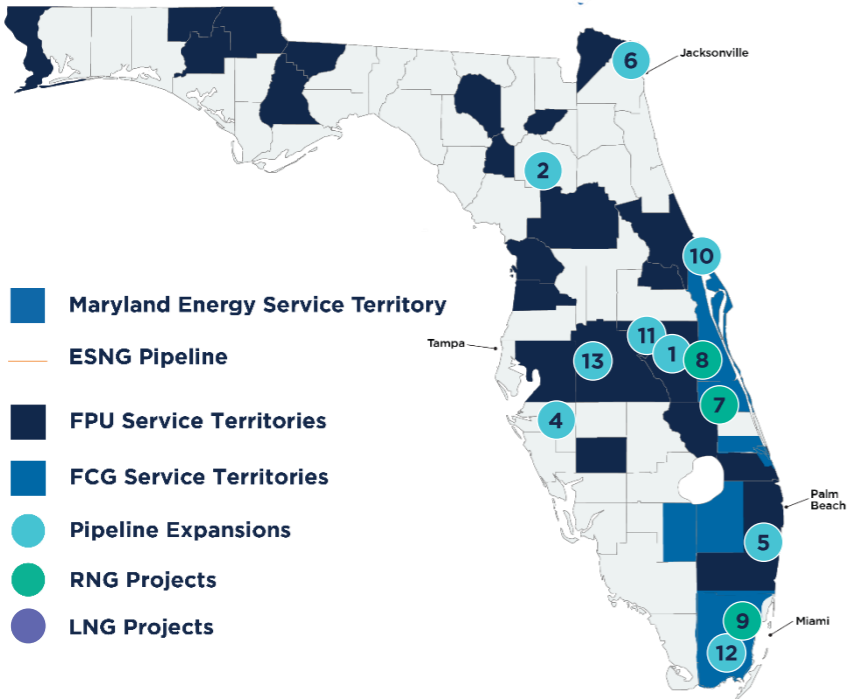 6
Jacksonville
2
10
Maryland Energy Service Territory
ESNG Pipeline
Tampa
11
1
8
13
7
4
FPU Service Territories
FCG Service Territories
Pipeline Expansions
RNG Projects
LNG Projects
Palm
Beach
5
9
Miami
12